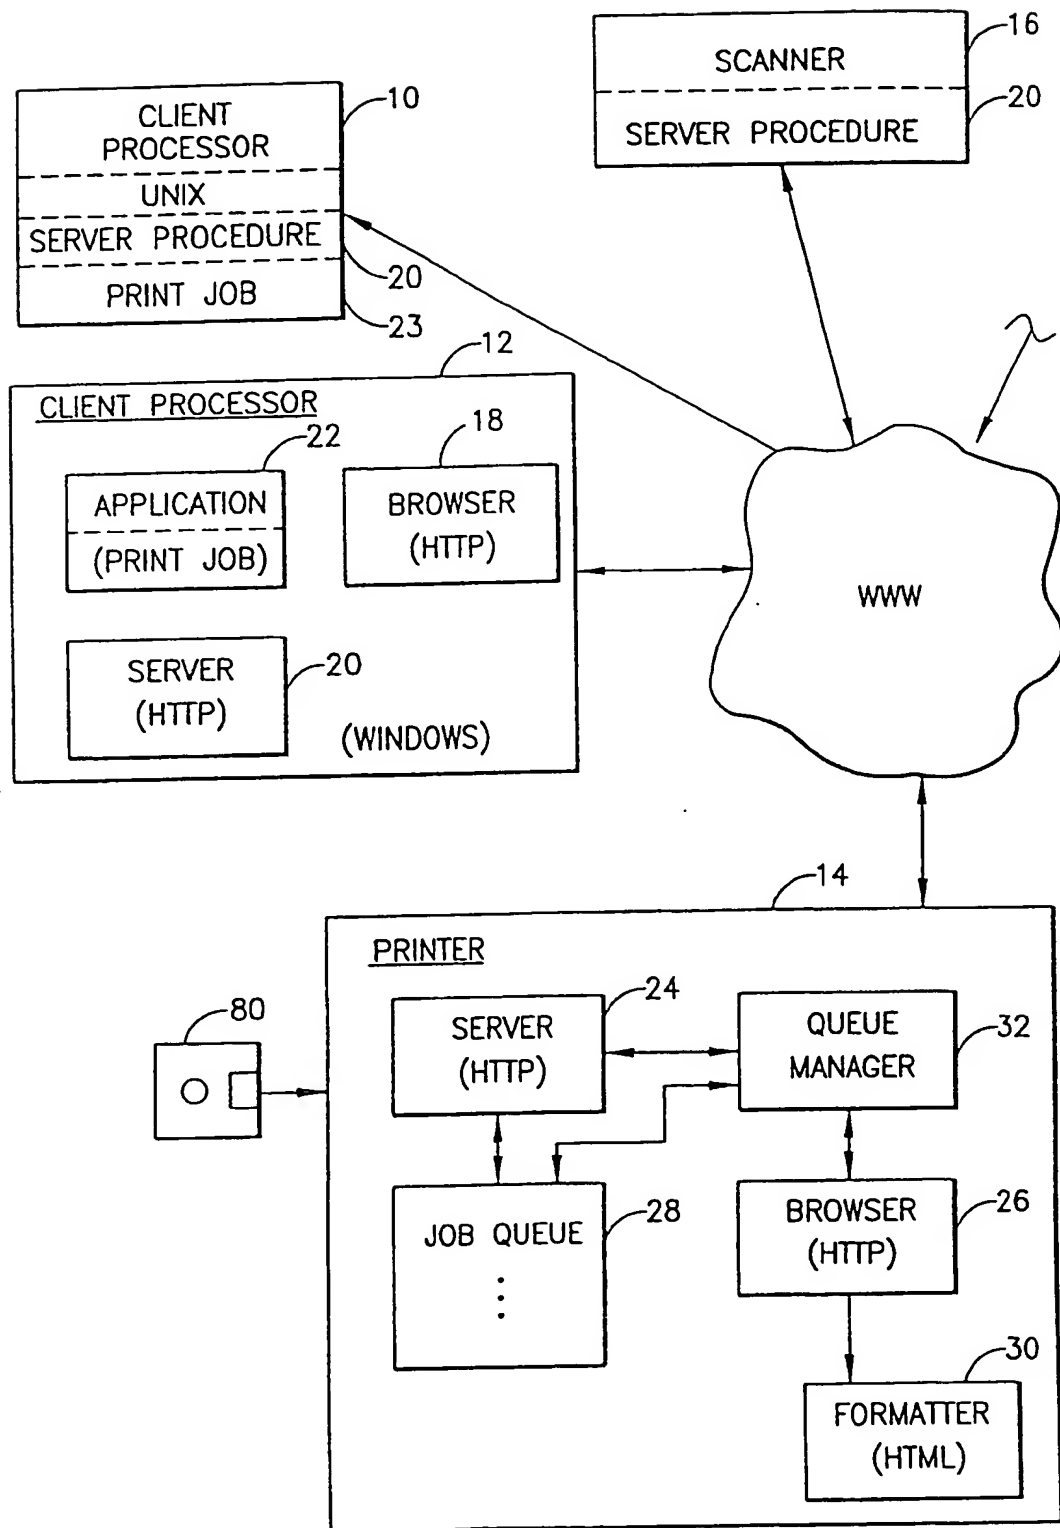 16
SCANNER
20
SERVER PROCEDURE
10
CLIENT
PROCESSOR
UNIX
SERVER PROCEDURE
20
PRINT JOB
23
12
CLIENT PROCESSOR
22
18
APPLICATION
(PRINT JOB)
BROWSER
(HTTP)
WWW
SERVER
(HTTP)
20
(WINDOWS)
14
PRINTER
80
24
SERVER
(HTTP)
QUEUE
MANAGER
32
JOB QUEUE
28
BROWSER
(HTTP)
26
30
FORMATTER
(HTML)